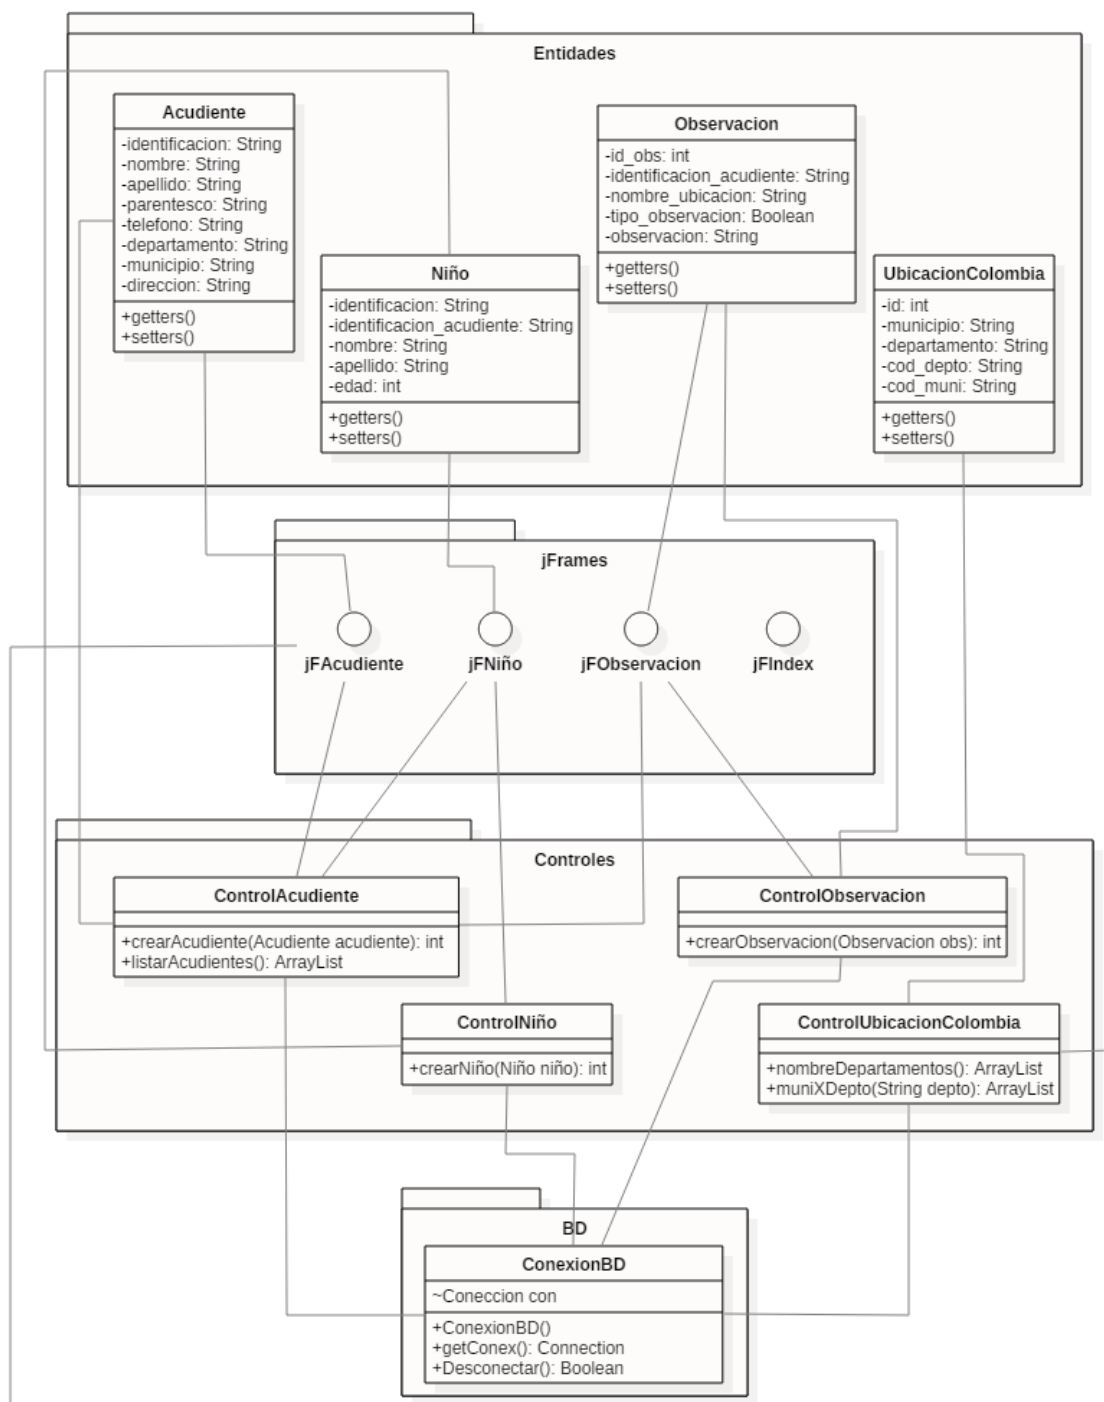 Entidades
Acudiente
-identificacion: String
-nombre: String
-apellido: String
-parentesco: String
-telefono: String
-departamento: String
-municipio: String
-direccion: String
+getters()
+setters()
Niño
-identificacion: String
-identificacion_acudiente: String
-nombre: String
-apellido: String
-edad: int
+getters()
+setters()
Observacion
-id_obs: int
-identificacion_acudiente: String
-nombre_ubicacion: String
-tipo_observacion: Boolean
-observacion: String
+getters()
+setters()
UbicacionColombia
-id: int
-municipio: String
-departamento: String
-cod_depto: String
-cod_muni: String
+getters()
+setters()
jFrames
jFAcudiente
jFNiño
jFObservacion
jFIndex
Controles
ControlAcudiente
+crearAcudiente(Acudiente acudiente): int
+listarAcudientes(): ArrayList
ControlObservacion
+crearObservacion(Observacion obs): int
ControlNiño
+crearNiño(Niño niño): int
ControlUbicacionColombia
+nombreDepartamentos(): ArrayList
+muniXDepto(String depto): ArrayList
BD
ConexionBD
~Coneccion con
+ConexionBD()
+getConex(): Connection
+Desconectar(): Boolean